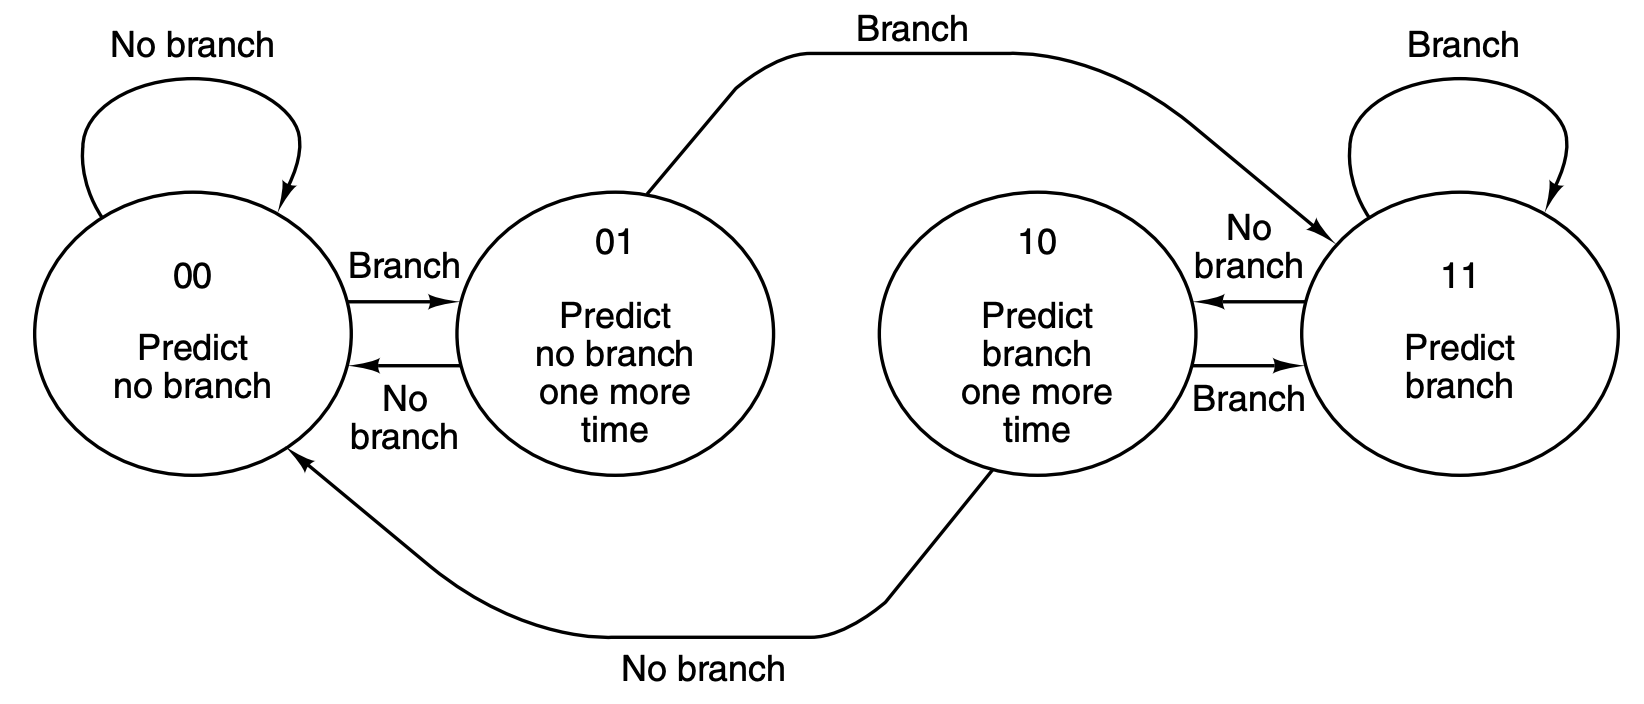 Branch
No branch
Branch
00
Predict
no branch
Branch
No
branch
01
Predict
no branch
one more
time
10
Predict
branch
one more
time
No
branch
Branch
11
Predict
branch
No branch